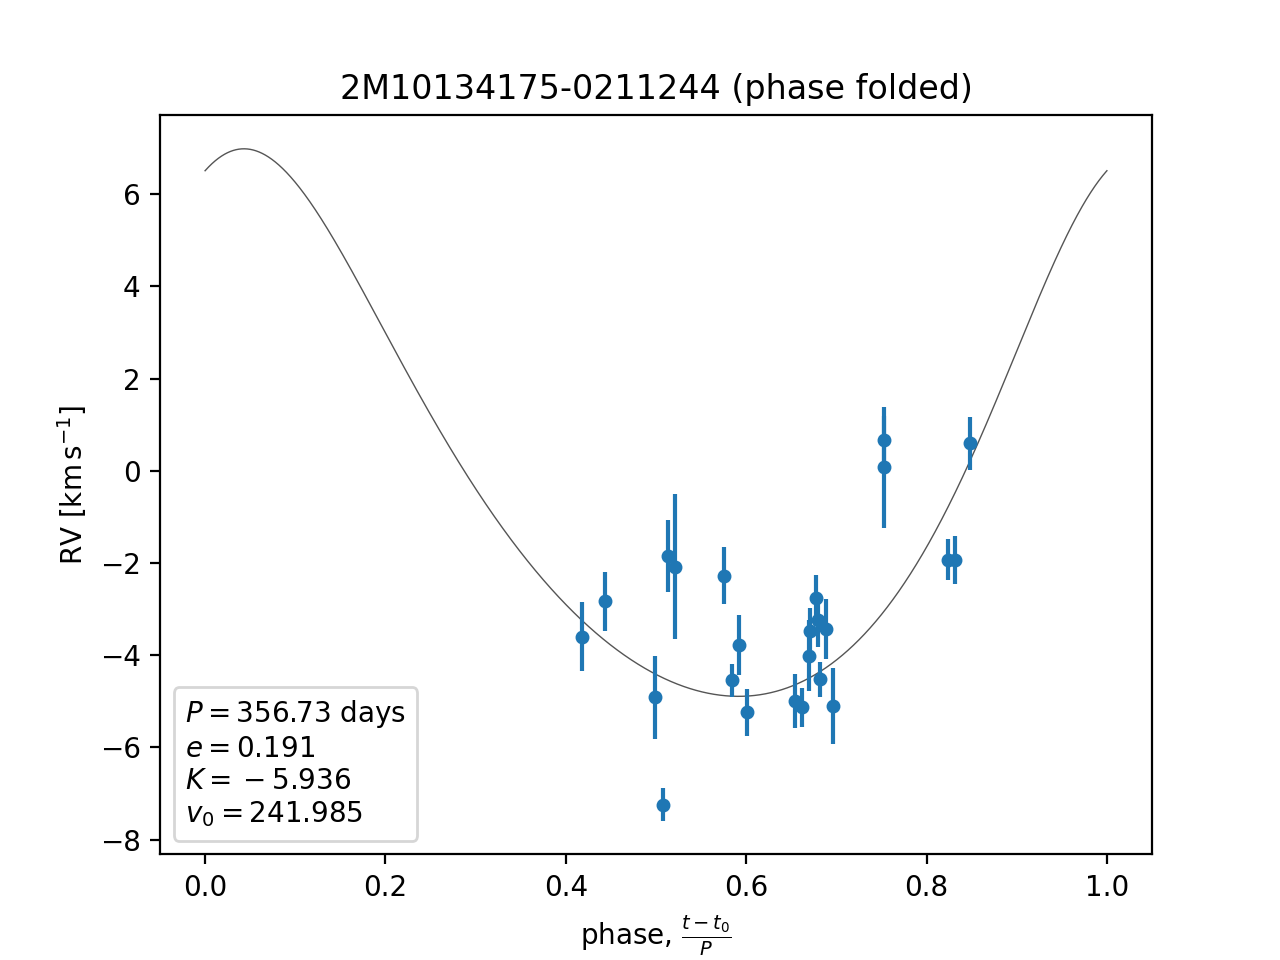 2M10134175-0211244 (phase folded)
RV [km s⁻¹]
6
4
2
0
−2
−4
−6
−8
P = 356.73 days
e = 0.191
K = −5.936
v₀ = 241.985
0.0 0.2 0.4 0.6 0.8 1.0
phase, (t − t₀)/P